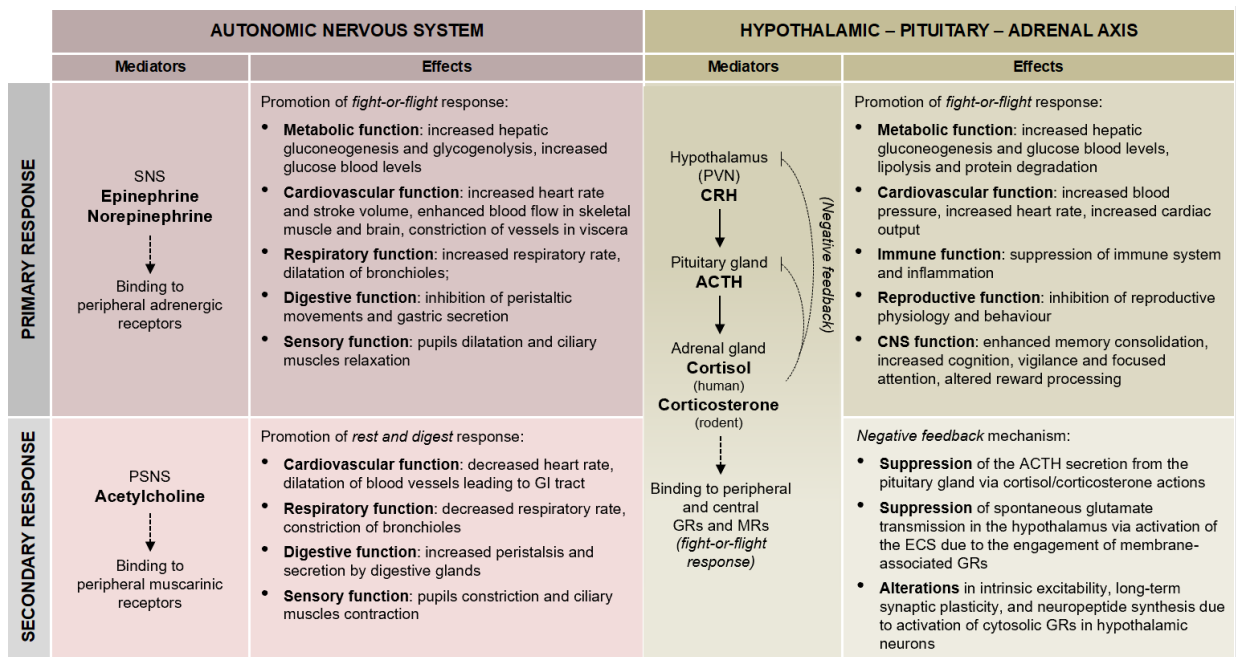 AUTONOMIC NERVOUS SYSTEM
HYPOTHALAMIC – PITUITARY – ADRENAL AXIS
Mediators
Effects
Mediators
Effects
PRIMARY RESPONSE
SNS
Epinephrine
Norepinephrine
Binding to
peripheral adrenergic
receptors
Promotion of fight-or-flight response:
• Metabolic function: increased hepatic
gluconeogenesis and glycogenolysis, increased
glucose blood levels
• Cardiovascular function: increased heart rate
and stroke volume, enhanced blood flow in skeletal
muscle and brain, constriction of vessels in viscera
• Respiratory function: increased respiratory rate,
dilatation of bronchioles;
• Digestive function: inhibition of peristaltic
movements and gastric secretion
• Sensory function: pupils dilatation and ciliary
muscles relaxation
Hypothalamus
(PVN)
CRH
Pituitary gland
ACTH
Adrenal gland
Cortisol
(human)
Corticosterone
(rodent)
Binding to peripheral
and central
GRs and MRs
(fight-or-flight
response)
(Negative feedback)
Promotion of fight-or-flight response:
• Metabolic function: increased hepatic
gluconeogenesis and glucose blood levels,
lipolysis and protein degradation
• Cardiovascular function: increased blood
pressure, increased heart rate, increased cardiac
output
• Immune function: suppression of immune system
and inflammation
• Reproductive function: inhibition of reproductive
physiology and behaviour
• CNS function: enhanced memory consolidation,
increased cognition, vigilance and focused
attention, altered reward processing
SECONDARY RESPONSE
PSNS
Acetylcholine
Binding to
peripheral muscarinic
receptors
Promotion of rest and digest response:
• Cardiovascular function: decreased heart rate,
dilatation of blood vessels leading to GI tract
• Respiratory function: decreased respiratory rate,
constriction of bronchioles
• Digestive function: increased peristalsis and
secretion by digestive glands
• Sensory function: pupils constriction and ciliary
muscles contraction
Negative feedback mechanism:
• Suppression of the ACTH secretion from the
pituitary gland via cortisol/corticosterone actions
• Suppression of spontaneous glutamate
transmission in the hypothalamus via activation of
the ECS due to the engagement of membrane-
associated GRs
• Alterations in intrinsic excitability, long-term
synaptic plasticity, and neuropeptide synthesis due
to activation of cytosolic GRs in hypothalamic
neurons